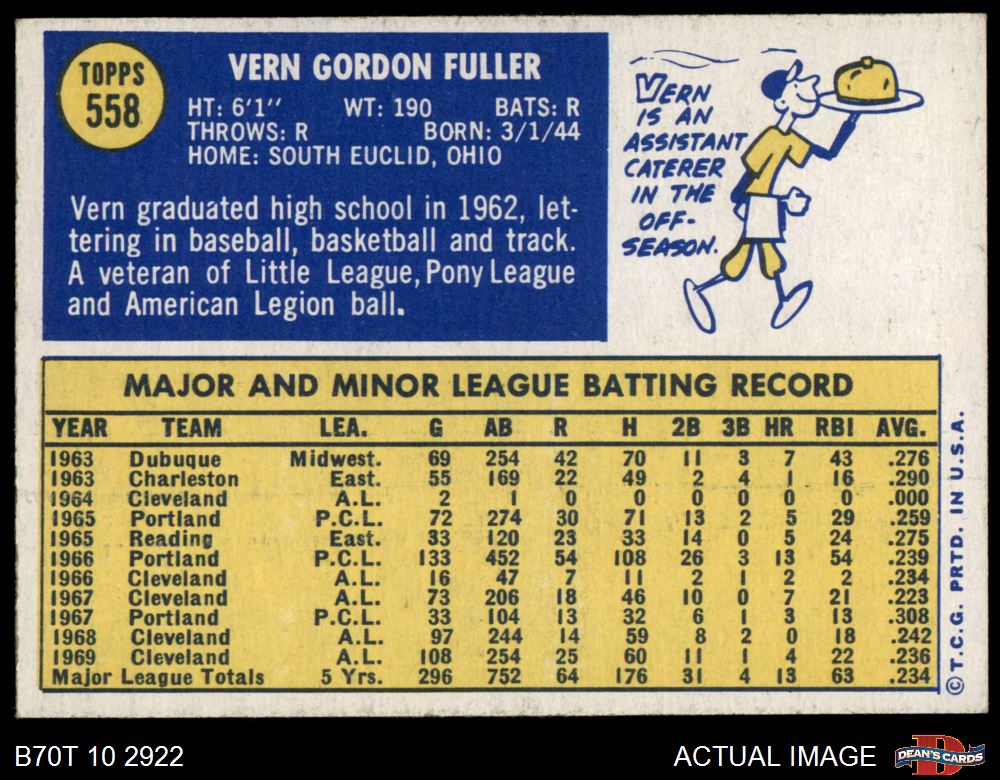 TOPPS
558
VERN GORDON FULLER
HT: 6'1" WT: 190 BATS: R
THROWS: R BORN: 3/1/44
HOME: SOUTH EUCLID, OHIO
Vern graduated high school in 1962, let-
tering in baseball, basketball and track.
A veteran of Little League, Pony League
and American Legion ball.
VERN
IS AN
ASSISTANT
CATERER
IN THE
OFF-
SEASON.
MAJOR AND MINOR LEAGUE BATTING RECORD
YEAR TEAM LEA. G AB R H 2B 3B HR RBI AVG.
1963 Dubuque Midwest. 69 254 42 70 11 3 7 43 .276
1963 Charleston East. 55 169 22 49 2 4 1 16 .290
1964 Cleveland A.L. 2 1 0 0 0 0 0 0 .000
1965 Portland P.C.L. 72 274 30 71 13 2 5 29 .259
1965 Reading East. 33 120 23 33 14 0 5 24 .275
1966 Portland P.C.L. 133 452 54 108 26 3 13 54 .239
1966 Cleveland A.L. 16 47 7 11 2 1 2 2 .234
1967 Cleveland A.L. 73 206 18 46 10 0 7 21 .223
1967 Portland P.C.L. 33 104 13 32 6 1 3 13 .308
1968 Cleveland A.L. 97 244 14 59 8 2 0 18 .242
1969 Cleveland A.L. 108 254 25 60 11 1 4 22 .236
Major League Totals 5 Yrs. 296 752 64 176 31 4 13 63 .234
© T.C.G. PRTD. IN U.S.A.
B70T 10 2922
ACTUAL IMAGE
D
DEAN'S CARDS